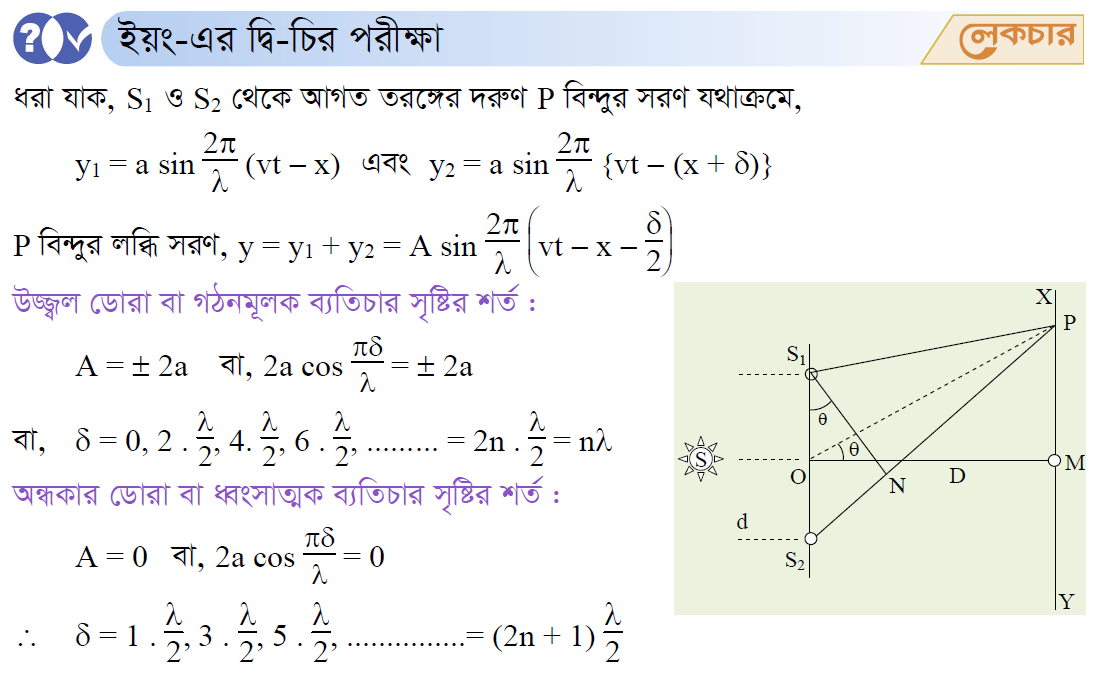 ? ইয়ং-এর দ্বি-চির পরীক্ষা
লেকচার
ধরা যাক, S₁ ও S₂ থেকে আগত তরঙ্গের দরুণ P বিন্দুর সরণ যথাক্রমে,
y₁ = a sin 2π/λ (vt – x) এবং y₂ = a sin 2π/λ {vt – (x + δ)}
P বিন্দুর লব্ধি সরণ, y = y₁ + y₂ = A sin 2π/λ (vt – x – δ/2)
উজ্জ্বল ডোরা বা গঠনমূলক ব্যতিচার সৃষ্টির শর্ত :
A = ± 2a বা, 2a cos πδ/λ = ± 2a
বা, δ = 0, 2 . λ/2, 4. λ/2, 6 . λ/2, ......... = 2n . λ/2 = nλ
অন্ধকার ডোরা বা ধ্বংসাত্মক ব্যতিচার সৃষ্টির শর্ত :
A = 0 বা, 2a cos πδ/λ = 0
∴ δ = 1 . λ/2, 3 . λ/2, 5 . λ/2, ...............= (2n + 1) λ/2
X
P
S₁
θ
θ
S
O
N
D
M
d
S₂
Y